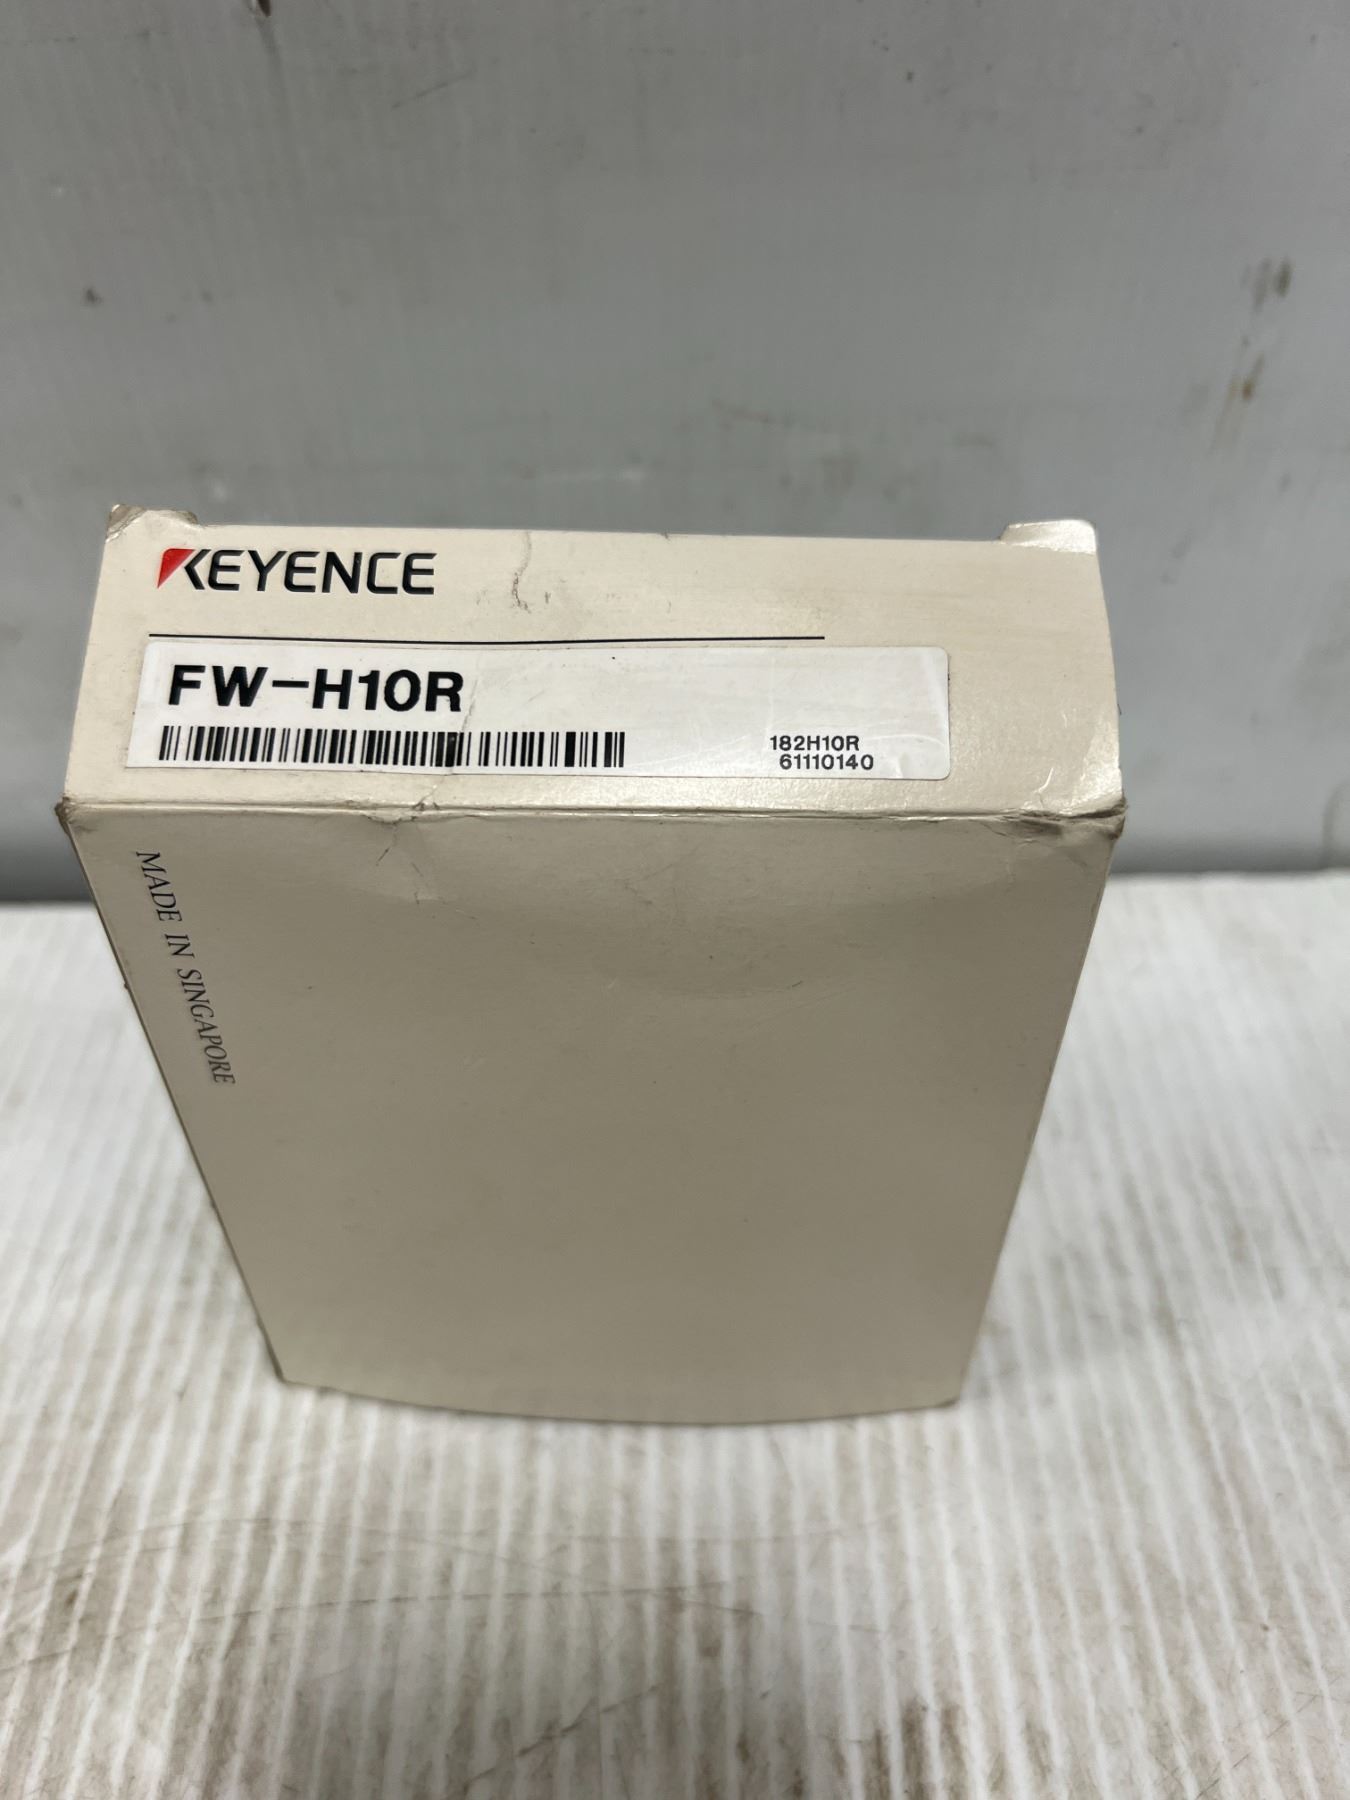 KEYENCE
FW-H10R
182H10R
61110140
MADE IN SINGAPORE